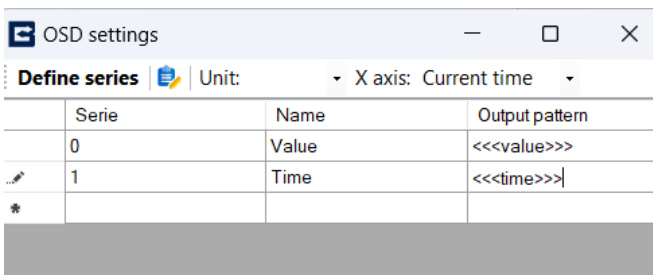 OSD settings
Define series Unit: X axis: Current time
Serie Name Output pattern
0 Value <<<value>>>
1 Time <<<time>>>